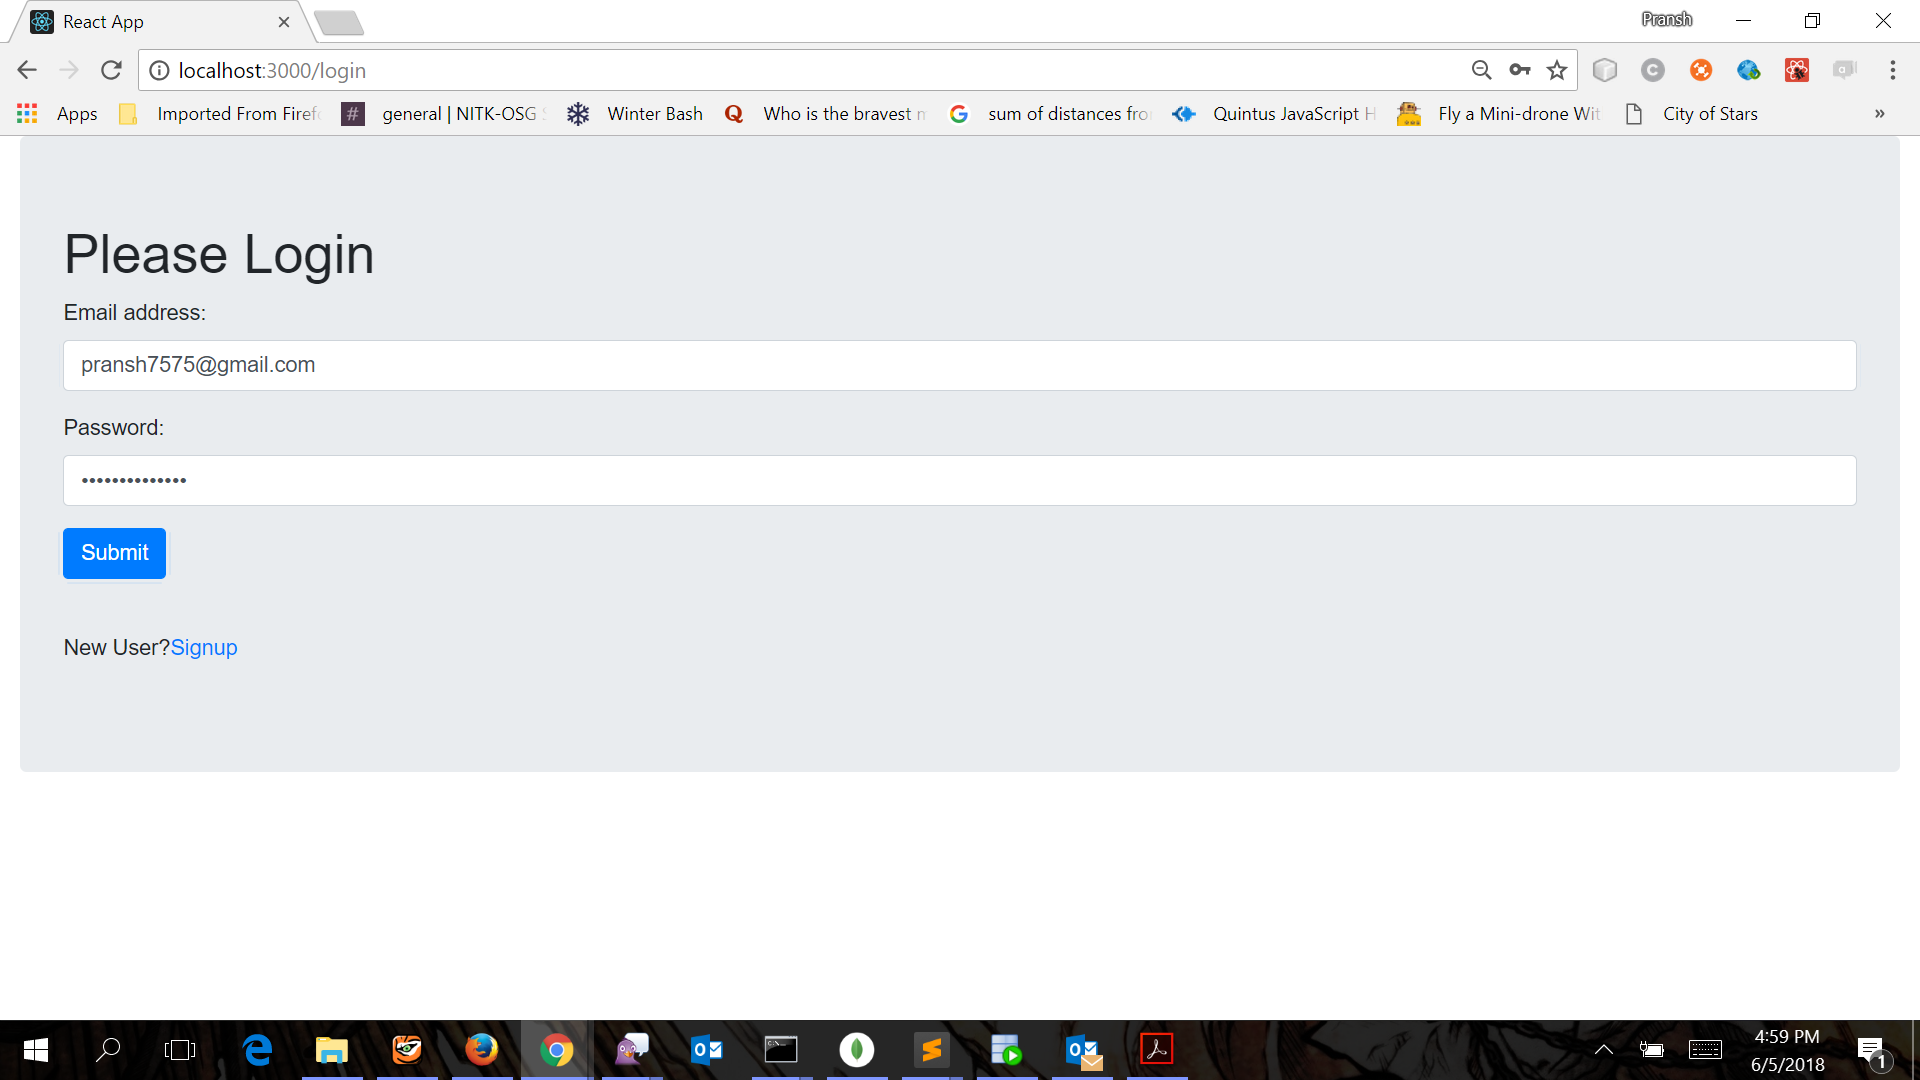 React App
Pransh
localhost:3000/login
Apps
Imported From Firef
# general | NITK-OSG S
Winter Bash
Who is the bravest m
sum of distances fro
Quintus JavaScript H
Fly a Mini-drone Wit
City of Stars
»
Please Login
Email address:
pransh7575@gmail.com
Password:
••••••••••••••
Submit
New User?Signup
4:59 PM
6/5/2018
1